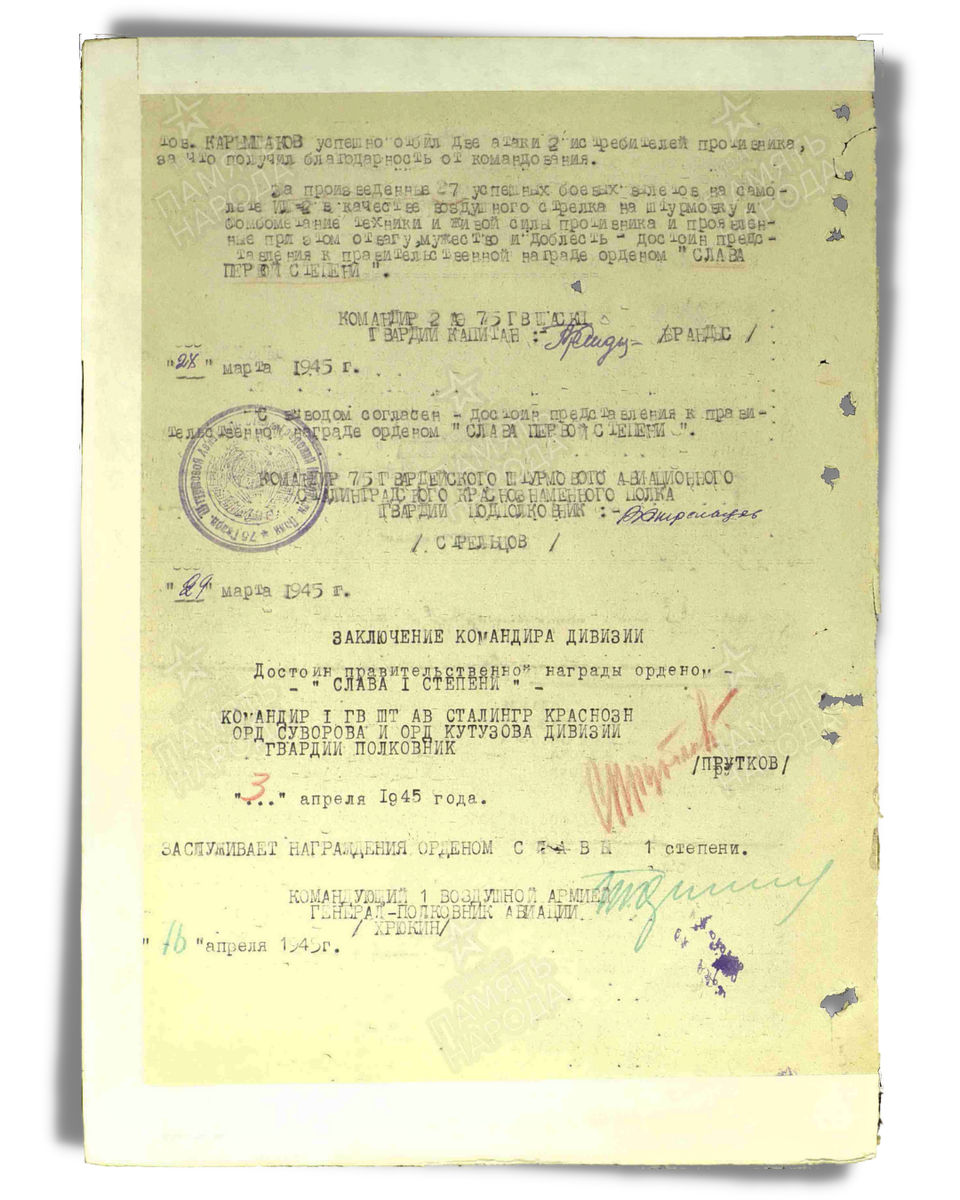 тов. КАРЫМШАКОВ успешно отбил две атаки 2 истребителей противника,
за что получил благодарность от командования.
За произведенные 27 успешных боевых вылетов на само-
лете ИЛ-2 в качестве воздушного стрелка на штурмовку и
бомбометание техники и живой силы противника и проявлен-
ные при этом отвагу, мужество и доблесть - достоин предс-
тавления к правительственной награде орденом "СЛАВА
ПЕРВОЙ СТЕПЕНИ".
КОМАНДИР 2 АЭ 75 ГВ ШАСКП
ГВАРДИИ КАПИТАН :- /БРАНДЫС /
"28" марта 1945 г.
С выводом согласен - достоин представления к прави-
тельственной награде орденом "СЛАВА ПЕРВОЙ СТЕПЕНИ".
КОМАНДИР 75 ГВАРДЕЙСКОГО ШТУРМОВОГО АВИАЦИОННОГО
СТАЛИНГРАДСКОГО КРАСНОЗНАМЕННОГО ПОЛКА
ГВАРДИИ ПОДПОЛКОВНИК :-
/ СТРЕЛЬЦОВ /
"29" марта 1945 г.
ЗАКЛЮЧЕНИЕ КОМАНДИРА ДИВИЗИИ
Достоин правительственной награды орденом -
- " СЛАВА I СТЕПЕНИ " -
КОМАНДИР I ГВ ШТ АВ СТАЛИНГР КРАСНОЗН
ОРД СУВОРОВА И ОРД КУТУЗОВА ДИВИЗИИ
ГВАРДИИ ПОЛКОВНИК
/ПРУТКОВ/
"3..." апреля 1945 года.
ЗАСЛУЖИВАЕТ НАГРАЖДЕНИЯ ОРДЕНОМ С Л А В Ы 1 степени.
КОМАНДУЮЩИЙ 1 ВОЗДУШНОЙ АРМИЕЙ
ГЕНЕРАЛ-ПОЛКОВНИК АВИАЦИИ
/ ХРЮКИН/
"16 "апреля 1945г.